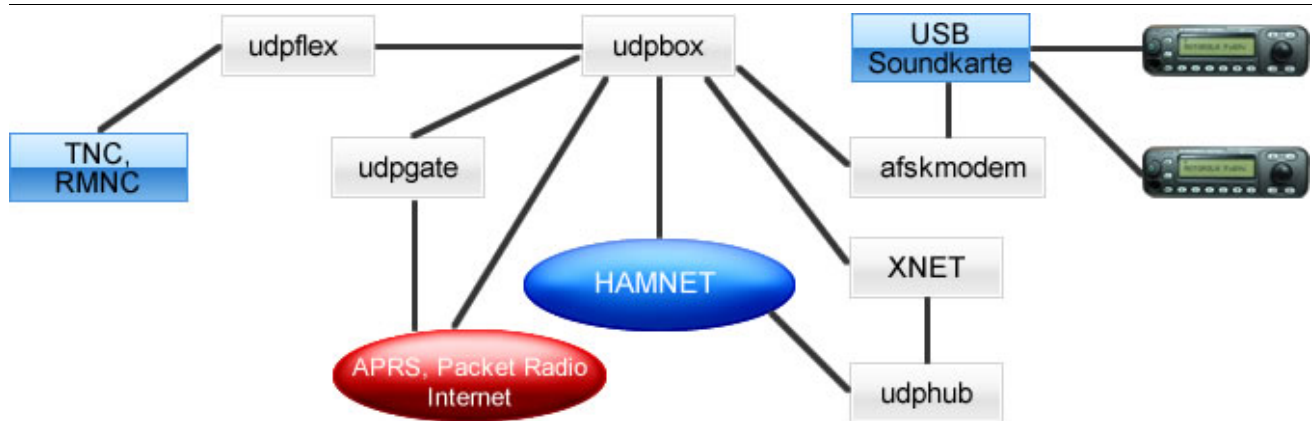 udpflex
udpbox
USB
Soundkarte
TNC,
RMNC
udpgate
afskmodem
HAMNET
XNET
APRS, Packet Radio
Internet
udphub